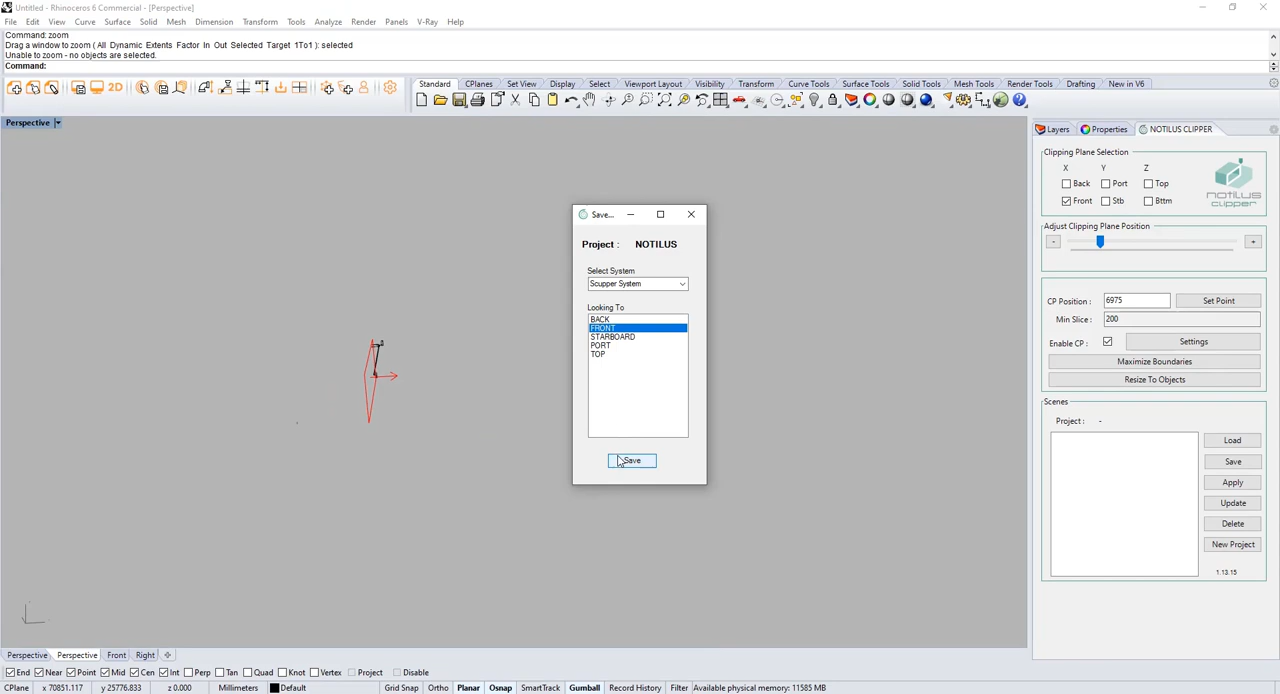 Untitled - Rhinoceros 6 Commercial - [Perspective]
File Edit View Curve Surface Solid Mesh Dimension Transform Tools Analyze Render Panels V-Ray Help
Command: zoom
Drag a window to zoom ( All Dynamic Extents Factor In Out Selected Target 1To1 ): selected
Unable to zoom - no objects are selected.
Command:
Standard CPlanes Set View Display Select Viewport Layout Visibility Transform Curve Tools Surface Tools Solid Tools Mesh Tools Render Tools Drafting New in V6
2D
Perspective
Layers Properties NOTILUS CLIPPER
Clipping Plane Selection
X Y Z
Back Port Top
Front Stb Bttm
notilus
clipper
Adjust Clipping Plane Position
- +
CP Position : 6975 Set Point
Min Slice : 200
Enable CP : Settings
Maximize Boundaries
Resize To Objects
Scenes
Project : -
Load
Save
Apply
Update
Delete
New Project
1.13.15
Save...
Project : NOTILUS
Select System
Scupper System
Looking To
BACK
FRONT
STARBOARD
PORT
TOP
Save
Perspective Perspective Front Right
End Near Point Mid Cen Int Perp Tan Quad Knot Vertex Project Disable
CPlane x 70851.117 y 25776.833 z 0.000 Millimeters Default Grid Snap Ortho Planar Osnap SmartTrack Gumball Record History Filter Available physical memory: 11585 MB